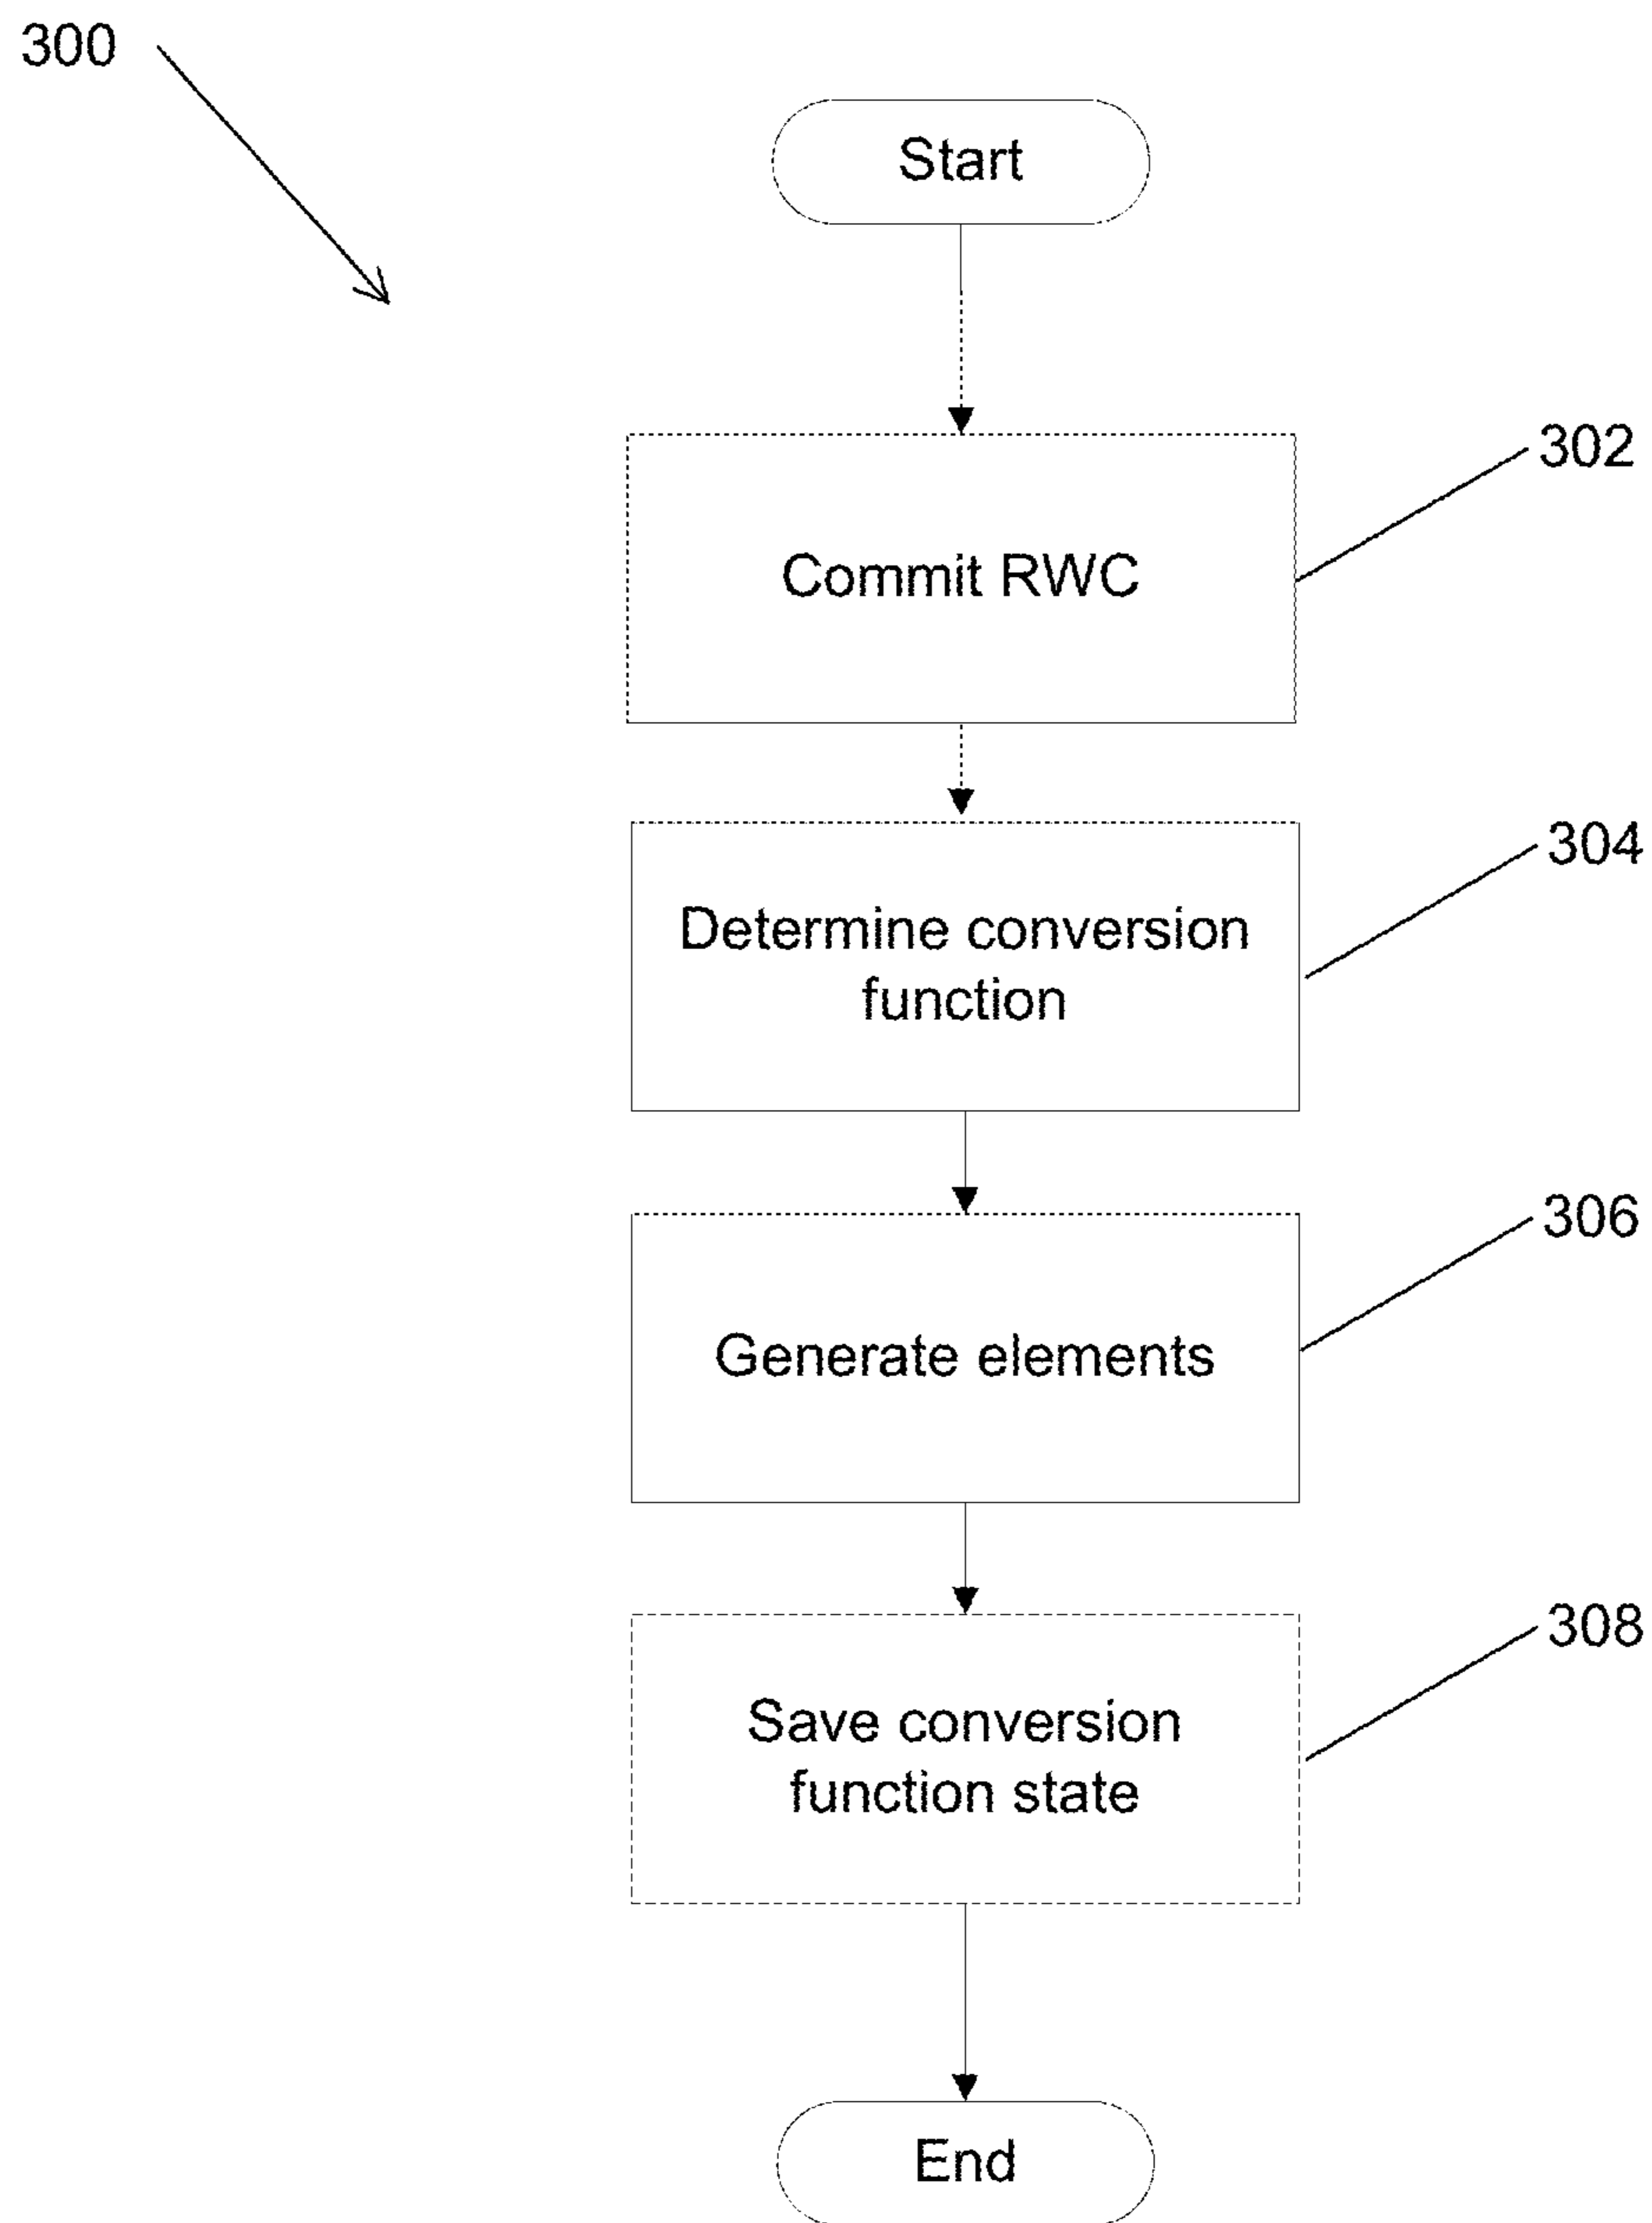 300
Start
302
Commit RWC
304
Determine conversion
function
306
Generate elements
308
Save conversion
function state
End